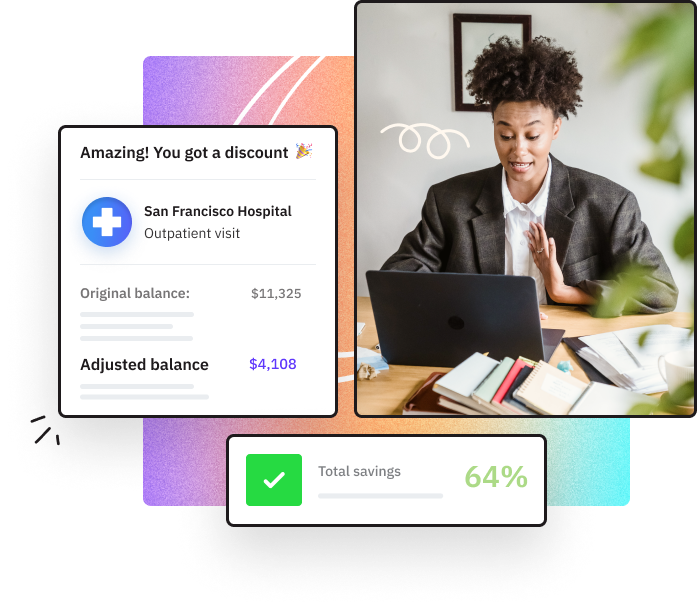 Amazing! You got a discount 🎉
San Francisco Hospital
Outpatient visit
Original balance: $11,325
Adjusted balance $4,108
Total savings 64%